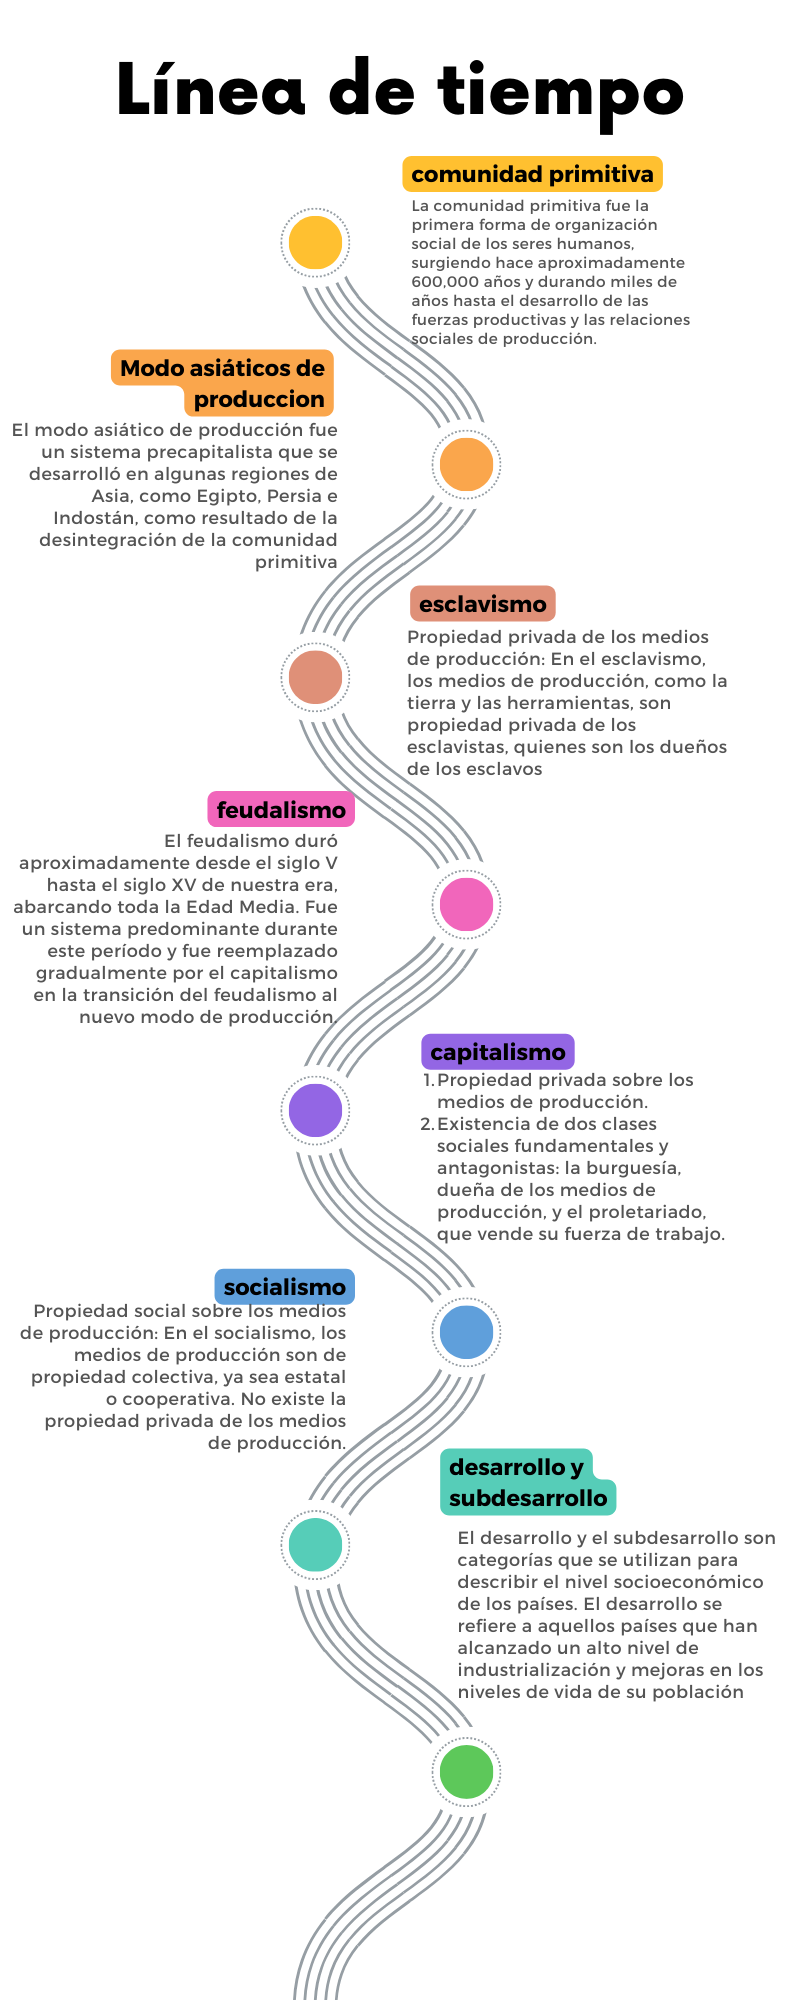 Línea de tiempo
comunidad primitiva
La comunidad primitiva fue la
primera forma de organización
social de los seres humanos,
surgiendo hace aproximadamente
600,000 años y durando miles de
años hasta el desarrollo de las
fuerzas productivas y las relaciones
sociales de producción.
Modo asiáticos de
produccion
El modo asiático de producción fue
un sistema precapitalista que se
desarrolló en algunas regiones de
Asia, como Egipto, Persia e
Indostán, como resultado de la
desintegración de la comunidad
primitiva
esclavismo
Propiedad privada de los medios
de producción: En el esclavismo,
los medios de producción, como la
tierra y las herramientas, son
propiedad privada de los
esclavistas, quienes son los dueños
de los esclavos
feudalismo
El feudalismo duró
aproximadamente desde el siglo V
hasta el siglo XV de nuestra era,
abarcando toda la Edad Media. Fue
un sistema predominante durante
este período y fue reemplazado
gradualmente por el capitalismo
en la transición del feudalismo al
nuevo modo de producción.
capitalismo
1. Propiedad privada sobre los
medios de producción.
2. Existencia de dos clases
sociales fundamentales y
antagonistas: la burguesía,
dueña de los medios de
producción, y el proletariado,
que vende su fuerza de trabajo.
socialismo
Propiedad social sobre los medios
de producción: En el socialismo, los
medios de producción son de
propiedad colectiva, ya sea estatal
o cooperativa. No existe la
propiedad privada de los medios
de producción.
desarrollo y
subdesarrollo
El desarrollo y el subdesarrollo son
categorías que se utilizan para
describir el nivel socioeconómico
de los países. El desarrollo se
refiere a aquellos países que han
alcanzado un alto nivel de
industrialización y mejoras en los
niveles de vida de su población